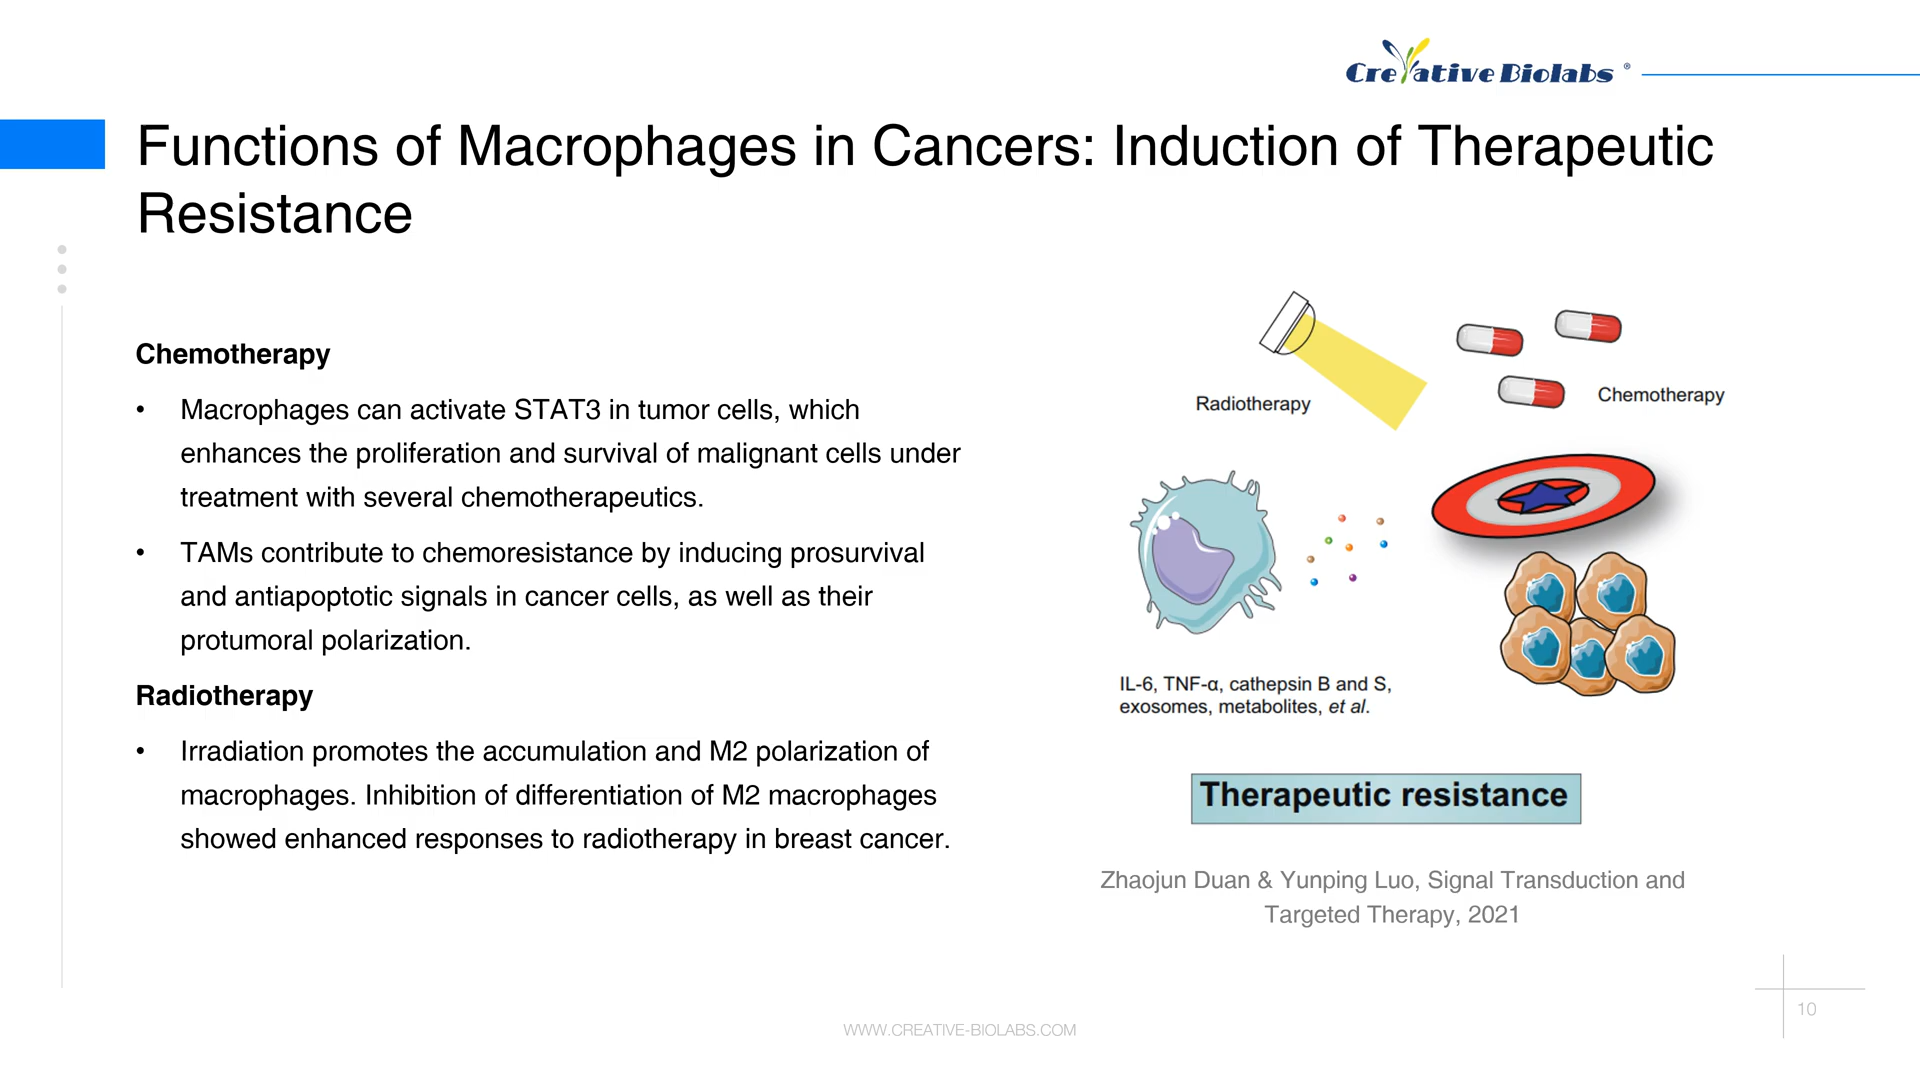 Creative Biolabs ®
Functions of Macrophages in Cancers: Induction of Therapeutic
Resistance
Chemotherapy
• Macrophages can activate STAT3 in tumor cells, which
enhances the proliferation and survival of malignant cells under
treatment with several chemotherapeutics.
• TAMs contribute to chemoresistance by inducing prosurvival
and antiapoptotic signals in cancer cells, as well as their
protumoral polarization.
Radiotherapy
• Irradiation promotes the accumulation and M2 polarization of
macrophages. Inhibition of differentiation of M2 macrophages
showed enhanced responses to radiotherapy in breast cancer.
Radiotherapy
Chemotherapy
IL-6, TNF-α, cathepsin B and S,
exosomes, metabolites, et al.
Therapeutic resistance
Zhaojun Duan & Yunping Luo, Signal Transduction and
Targeted Therapy, 2021
WWW.CREATIVE-BIOLABS.COM
10